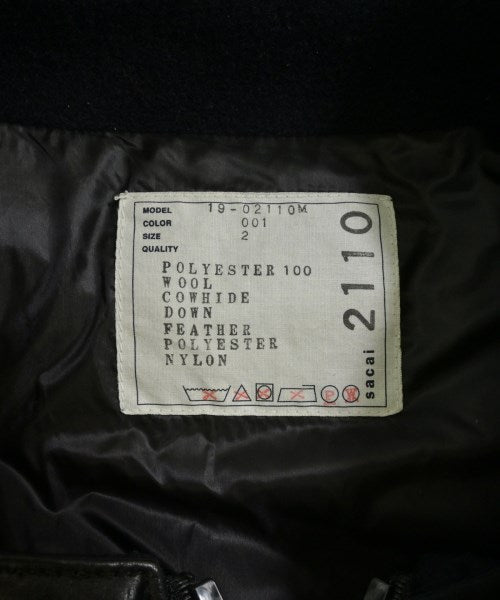 MODEL 19-02110M
COLOR 001
SIZE 2
QUALITY
POLYESTER 100
WOOL
COWHIDE
DOWN
FEATHER
POLYESTER
NYLON
sacai 2110
P W